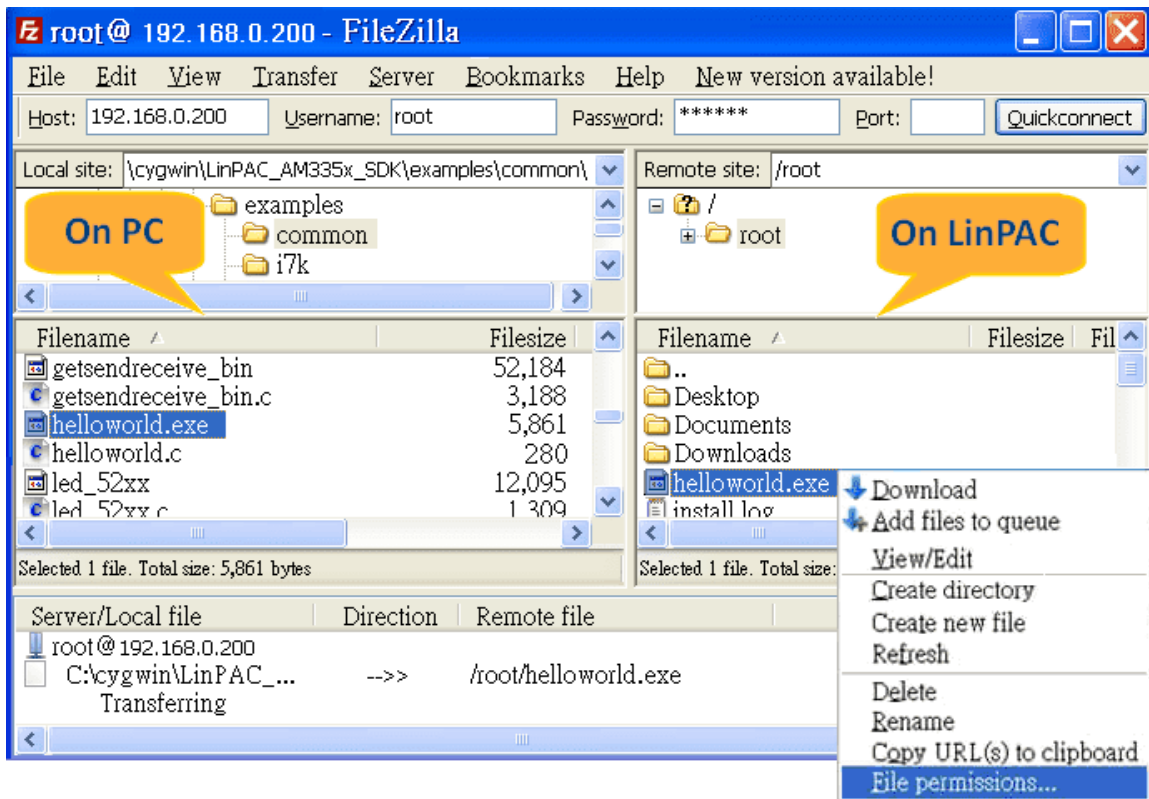 root@ 192.168.0.200 - FileZilla
File Edit View Transfer Server Bookmarks Help New version available!
Host: 192.168.0.200 Username: root Password: ****** Port: Quickconnect
Local site: \cygwin\LinPAC_AM335x_SDK\examples\common\
examples
common
i7k
On PC
Remote site: /root
/
root
On LinPAC
Filename Filesize
getsendreceive_bin 52,184
getsendreceive_bin.c 3,188
helloworld.exe 5,861
helloworld.c 280
led_52xx 12,095
led_52xx.c 1,309
Selected 1 file. Total size: 5,861 bytes
Filename Filesize Fil
..
Desktop
Documents
Downloads
helloworld.exe
install.log
Selected 1 file. Total size:
Download
Add files to queue
View/Edit
Create directory
Create new file
Refresh
Delete
Rename
Copy URL(s) to clipboard
File permissions...
Server/Local file Direction Remote file
root@192.168.0.200
C:\cygwin\LinPAC_... -->> /root/helloworld.exe
Transferring